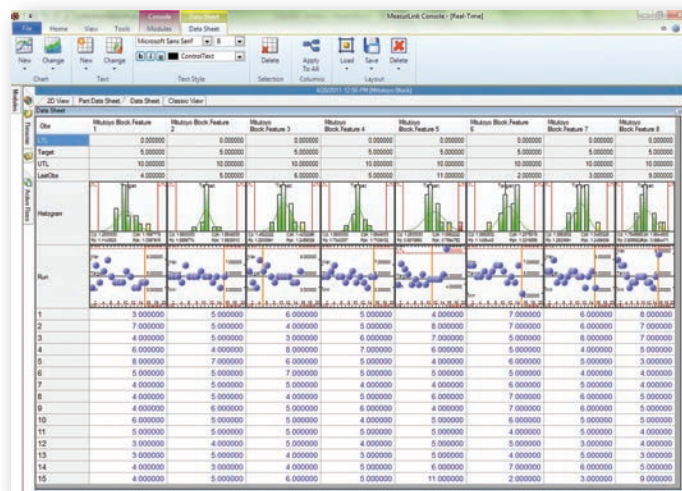 Console Data Sheet MeasurLink Console - [Real-Time]
File Home View Tools Modules Data Sheet
Microsoft Sans Serif 8
b i u ControlText
New Change New Change Delete Apply To All Load Save Delete
Chart Text Text Style Selection Columns Layout
Modules
4/26/2011 12:56 PM [Mitutoyo Block]
2D View Part Data Sheet Data Sheet Classic View
Data Sheet
Obs Mitutoyo Block.Feature 1 Mitutoyo Block.Feature 2 Mitutoyo Block.Feature 3 Mitutoyo Block.Feature 4 Mitutoyo Block.Feature 5 Mitutoyo Block.Feature 6 Mitutoyo Block.Feature 7 Mitutoyo Block.Feature 8
LTL 0.000000 0.000000 0.000000 0.000000 0.000000 0.000000 0.000000 0.000000
Target 5.000000 5.000000 5.000000 5.000000 5.000000 5.000000 5.000000 5.000000
UTL 10.000000 10.000000 10.000000 10.000000 10.000000 10.000000 10.000000 10.000000
LastObs 4.000000 5.000000 6.000000 5.000000 11.000000 2.000000 3.000000 9.000000
Histogram
Run
1 3.000000 5.000000 6.000000 5.000000 4.000000 7.000000 6.000000 8.000000
2 7.000000 5.000000 4.000000 5.000000 8.000000 6.000000 7.000000 7.000000
3 4.000000 5.000000 3.000000 6.000000 5.000000 6.000000 8.000000 7.000000
4 6.000000 4.000000 8.000000 7.000000 4.000000 5.000000 6.000000 5.000000
5 8.000000 7.000000 6.000000 5.000000 5.000000 4.000000 5.000000 3.000000
6 5.000000 5.000000 7.000000 5.000000 5.000000 5.000000 5.000000 4.000000
7 4.000000 5.000000 5.000000 4.000000 4.000000 6.000000 5.000000 4.000000
8 4.000000 5.000000 4.000000 4.000000 6.000000 7.000000 6.000000 5.000000
9 4.000000 6.000000 5.000000 4.000000 6.000000 6.000000 4.000000 5.000000
10 6.000000 5.000000 5.000000 4.000000 5.000000 6.000000 5.000000 5.000000
11 5.000000 5.000000 5.000000 5.000000 5.000000 4.000000 4.000000 5.000000
12 3.000000 4.000000 5.000000 5.000000 5.000000 5.000000 4.000000 4.000000
13 3.000000 5.000000 4.000000 3.000000 5.000000 4.000000 5.000000 4.000000
14 4.000000 3.000000 4.000000 5.000000 6.000000 7.000000 6.000000 5.000000
15 4.000000 5.000000 6.000000 5.000000 11.000000 2.000000 3.000000 9.000000